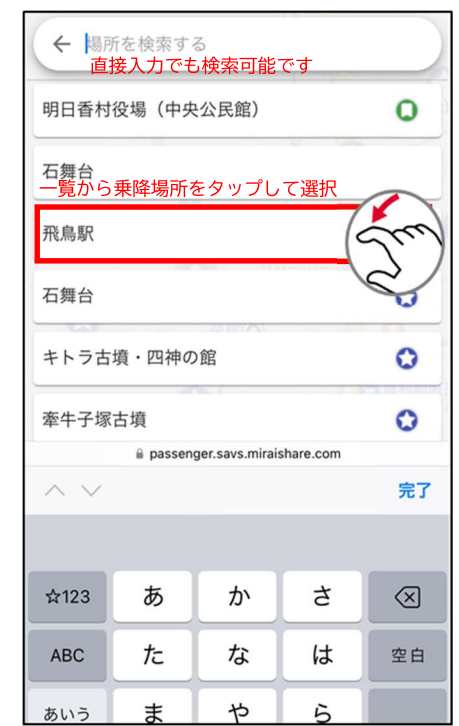 場所を検索する
直接入力でも検索可能です
明日香村役場（中央公民館）
石舞台
一覧から乗降場所をタップして選択
飛鳥駅
石舞台
キトラ古墳・四神の館
牽牛子塚古墳
passenger.savs.miraishare.com
完了
☆123 あ か さ
ABC た な は 空白
あいう ま や ら